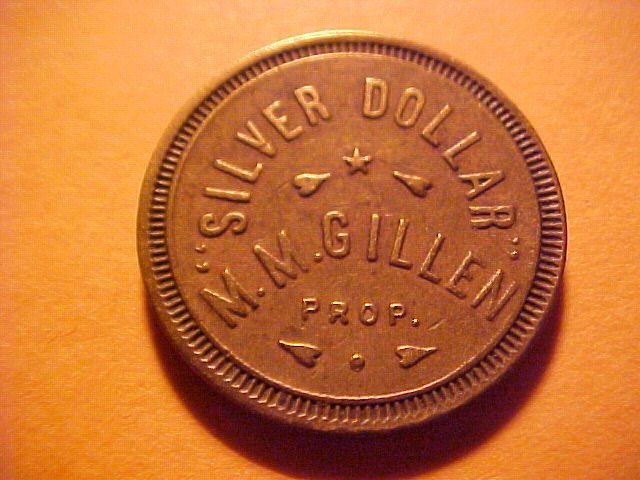 "SILVER DOLLAR"
M. M. GILLEN
PROP.